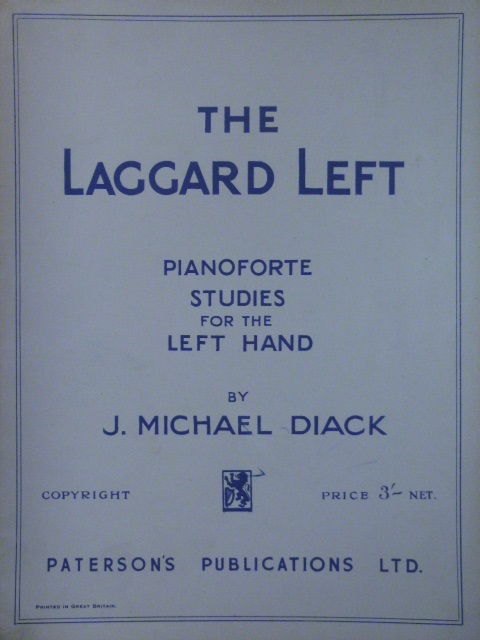 THE
LAGGARD LEFT
PIANOFORTE
STUDIES
FOR THE
LEFT HAND
BY
J. MICHAEL DIACK
COPYRIGHT PRICE 3/- NET.
PATERSON'S PUBLICATIONS LTD.
PRINTED IN GREAT BRITAIN.